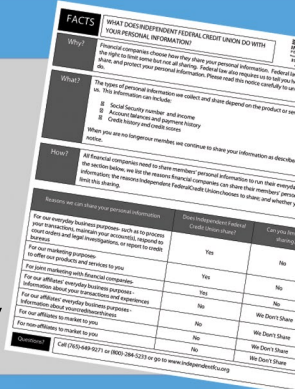 FACTS
WHAT DOES INDEPENDENT FEDERAL CREDIT UNION DO WITH
YOUR PERSONAL INFORMATION?
Why?
Financial companies choose how they share your personal information. Federal
the right to limit some but not all sharing. Federal law also requires us to tell you
share, and protect your personal information. Please read this notice carefully to
do.
What?
The types of personal information we collect and share depend on the product or
us. This information can include:
Social Security number and income
Account balances and payment history
Credit history and credit scores
When you are no longer our member, we continue to share your information as
notice.
How?
All financial companies need to share members' personal information to run their
the section below, we list the reasons financial companies can share their members'
information; the reasons Independent Federal Credit Union chooses to share; and whether
limit this sharing.
Reasons we can share your personal information
Does Independent Federal
Credit Union share?
Can you
sharing
For our everyday business purposes- such as to process
your transactions, maintain your account(s), respond to
court orders and legal investigations, or report to credit
bureaus
Yes
No
For our marketing purposes-
to offer our products and services to you
Yes
No
For joint marketing with financial companies-
Yes
No
For our affiliates' everyday business purposes -
information about your transactions and experiences
No
We Don't Share
For our affiliates' everyday business purposes -
information about your creditworthiness
No
We Don't Share
For our affiliates to market to you
No
We Don't Share
For non-affiliates to market to you
No
We Don't Share
Questions?
Call (765)-649-9271 or (800)-284-5233 or go to www.independentfcu.org